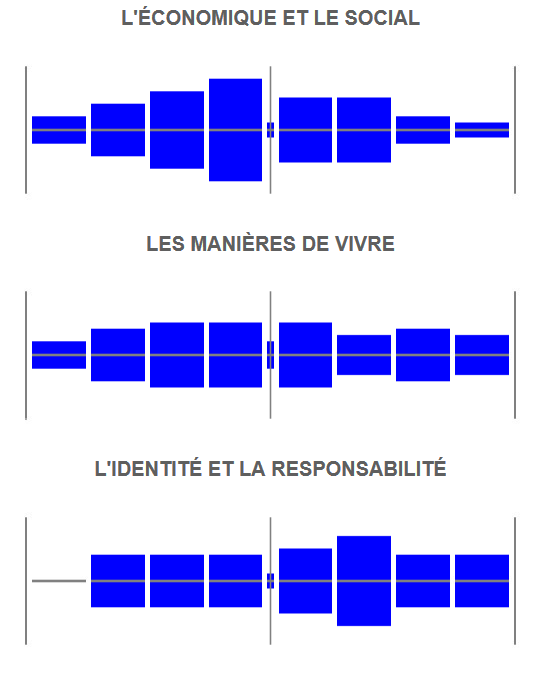 L'ÉCONOMIQUE ET LE SOCIAL
LES MANIÈRES DE VIVRE
L'IDENTITÉ ET LA RESPONSABILITÉ